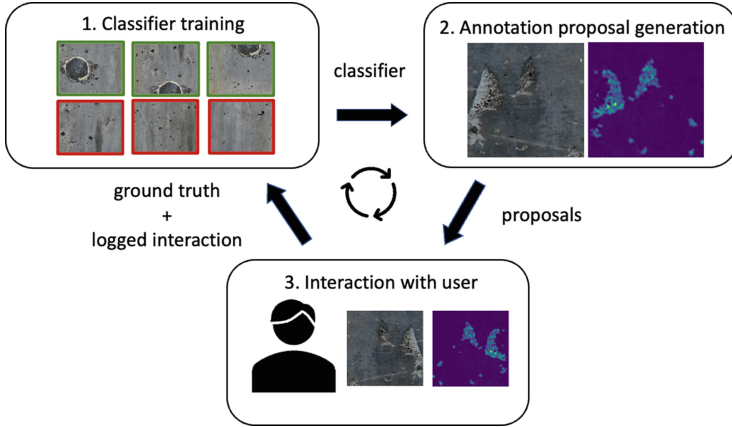 1. Classifier training
2. Annotation proposal generation
classifier
ground truth
+
logged interaction
proposals
3. Interaction with user